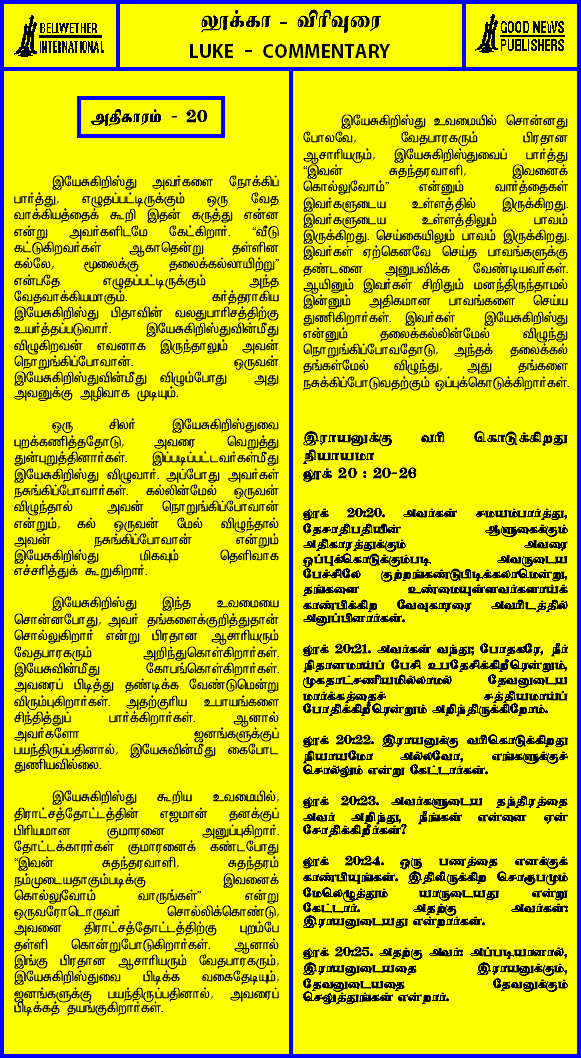 BELWETHER
INTERNATIONAL
லூக்கா - விரிவுரை
LUKE - COMMENTARY
GOOD NEWS
PUBLISHERS
அதிகாரம் - 20
இயேசுகிறிஸ்து அவர்களை நோக்கிப்
பார்த்து, எழுதப்பட்டிருக்கும் ஒரு வேத
வாக்கியத்தைக் கூறி இதன் கருத்து என்ன
என்று அவர்களிடமே கேட்கிறார். “வீடு
கட்டுகிறவர்கள் ஆகாதென்று தள்ளின
கல்லே, மூலைக்கு தலைக்கல்லாயிற்று”
என்பதே எழுதப்பட்டிருக்கும் அந்த
வேதவாக்கியமாகும். கர்த்தராகிய
இயேசுகிறிஸ்து பிதாவின் வலதுபாரிசத்திற்கு
உயர்த்தப்படுவார். இயேசுகிறிஸ்துவின்மீது
விழுகிறவன் எவனாக இருந்தாலும் அவன்
நொறுங்கிப்போவான். ஒருவன்
இயேசுகிறிஸ்துவின்மீது விழும்போது அது
அவனுக்கு அழிவாக முடியும்.
ஒரு சிலர் இயேசுகிறிஸ்துவை
புறக்கணித்ததோடு, அவரை வெறுத்து
துன்புறுத்தினார்கள். இப்படிப்பட்டவர்கள்மீது
இயேசுகிறிஸ்து விழுவார். அப்போது அவர்கள்
நசுங்கிப்போவார்கள். கல்லின்மேல் ஒருவன்
விழுந்தால் அவன் நொறுங்கிப்போவான்
என்றும், கல் ஒருவன் மேல் விழுந்தால்
அவன் நசுங்கிப்போவான் என்றும்
இயேசுகிறிஸ்து மிகவும் தெளிவாக
எச்சரித்துக் கூறுகிறார்.
இயேசுகிறிஸ்து இந்த உவமையை
சொன்னபோது, அவர் தங்களைக்குறித்துதான்
சொல்லுகிறார் என்று பிரதான ஆசாரியரும்
வேதபாரகரும் அறிந்துகொள்கிறார்கள்.
இயேசுவின்மீது கோபங்கொள்கிறார்கள்.
அவரைப் பிடித்து தண்டிக்க வேண்டுமென்று
விரும்புகிறார்கள். அதற்குரிய உபாயங்களை
சிந்தித்துப் பார்க்கிறார்கள். ஆனால்
அவர்களோ ஜனங்களுக்குப்
பயந்திருப்பதினால், இயேசுவின்மீது கைபோட
துணியவில்லை.
இயேசுகிறிஸ்து கூறிய உவமையில்,
திராட்சத்தோட்டத்தின் எஜமான் தனக்குப்
பிரியமான குமாரனை அனுப்புகிறார்.
தோட்டக்காரர்கள் குமாரனைக் கண்டபோது
“இவன் சுதந்தரவாளி, சுதந்தரம்
நம்முடையதாகும்படிக்கு இவனைக்
கொல்லுவோம் வாருங்கள்” என்று
ஒருவரோடொருவர் சொல்லிக்கொண்டு,
அவனை திராட்சத்தோட்டத்திற்கு புறம்பே
தள்ளி கொன்றுபோடுகிறார்கள். ஆனால்
இங்கு பிரதான ஆசாரியரும் வேதபாரகரும்,
இயேசுகிறிஸ்துவை பிடிக்க வகைதேடியும்,
ஜனங்களுக்கு பயந்திருப்பதினால், அவரைப்
பிடிக்கத் தயங்குகிறார்கள்.
இயேசுகிறிஸ்து உவமையில் சொன்னது
போலவே, வேதபாரகரும் பிரதான
ஆசாரியரும், இயேசுகிறிஸ்துவைப் பார்த்து
“இவன் சுதந்தரவாளி, இவனைக்
கொல்லுவோம்” என்னும் வார்த்தைகள்
இவர்களுடைய உள்ளத்தில் இருக்கிறது.
இவர்களுடைய உள்ளத்திலும் பாவம்
இருக்கிறது. செய்கையிலும் பாவம் இருக்கிறது.
இவர்கள் ஏற்கெனவே செய்த பாவங்களுக்கு
தண்டனை அனுபவிக்க வேண்டியவர்கள்.
ஆயினும் இவர்கள் சிறிதும் மனந்திருந்தாமல்
இன்னும் அதிகமான பாவங்களை செய்ய
துணிகிறார்கள். இவர்கள் இயேசுகிறிஸ்து
என்னும் தலைக்கல்லின்மேல் விழுந்து
நொறுங்கிப்போவதோடு, அந்தக் தலைக்கல்
தங்கள்மேல் விழுந்து, அது தங்களை
நசுக்கிப்போடுவதற்கும் ஒப்புக்கொடுக்கிறார்கள்.
இராயனுக்கு வரி கொடுக்கிறது
நியாயமா
லூக் 20 : 20-26
லூக் 20:20. அவர்கள் சமயம்பார்த்து,
தேசாதிபதியின் ஆளுகைக்கும்
அதிகாரத்துக்கும் அவரை
ஒப்புக்கொடுக்கும்படி அவருடைய
பேச்சிலே குற்றங்கண்டுபிடிக்கலாமென்று,
தங்களை உண்மையுள்ளவர்களாய்க்
காண்பிக்கிற வேவுகாரரை அவரிடத்தில்
அனுப்பினார்கள்.
லூக் 20:21. அவர்கள் வந்து; போதகரே, நீர்
நிதானமாய்ப் பேசி உபதேசிக்கிறீரென்றும்,
முகதாட்சணியமில்லாமல் தேவனுடைய
மார்க்கத்தைச் சத்தியமாய்ப்
போதிக்கிறீரென்றும் அறிந்திருக்கிறோம்.
லூக் 20:22. இராயனுக்கு வரிகொடுக்கிறது
நியாயமோ அல்லவோ, எங்களுக்குச்
சொல்லும் என்று கேட்டார்கள்.
லூக் 20:23. அவர்களுடைய தந்திரத்தை
அவர் அறிந்து, நீங்கள் என்னை ஏன்
சோதிக்கிறீர்கள்?
லூக் 20:24. ஒரு பணத்தை எனக்குக்
காண்பியுங்கள். இதிலிருக்கிற சொரூபமும்
மேலெழுத்தும் யாருடையது என்று
கேட்டார். அதற்கு அவர்கள்:
இராயனுடையது என்றார்கள்.
லூக் 20:25. அதற்கு அவர்: அப்படியானால்,
இராயனுடையதை இராயனுக்கும்,
தேவனுடையதை தேவனுக்கும்
செலுத்துங்கள் என்றார்.